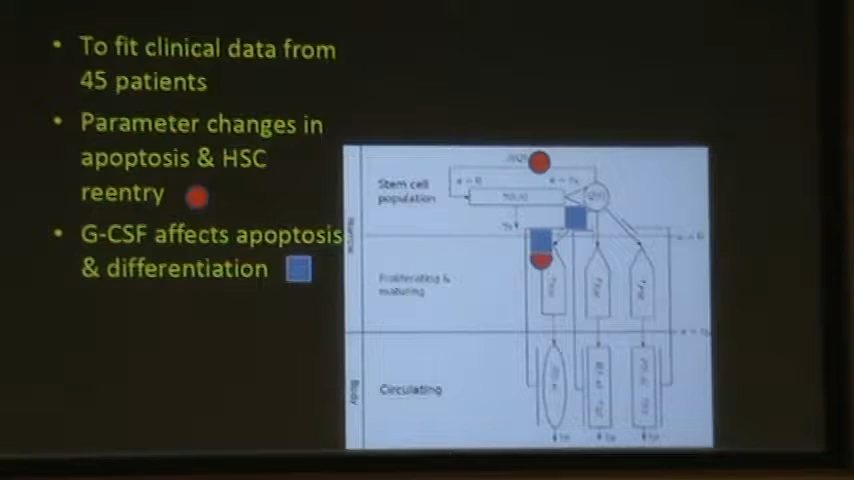 • To fit clinical data from
45 patients
• Parameter changes in
apoptosis & HSC
reentry
• G-CSF affects apoptosis
& differentiation
Stem cell
population
Proliferating &
maturing
Circulating
Body